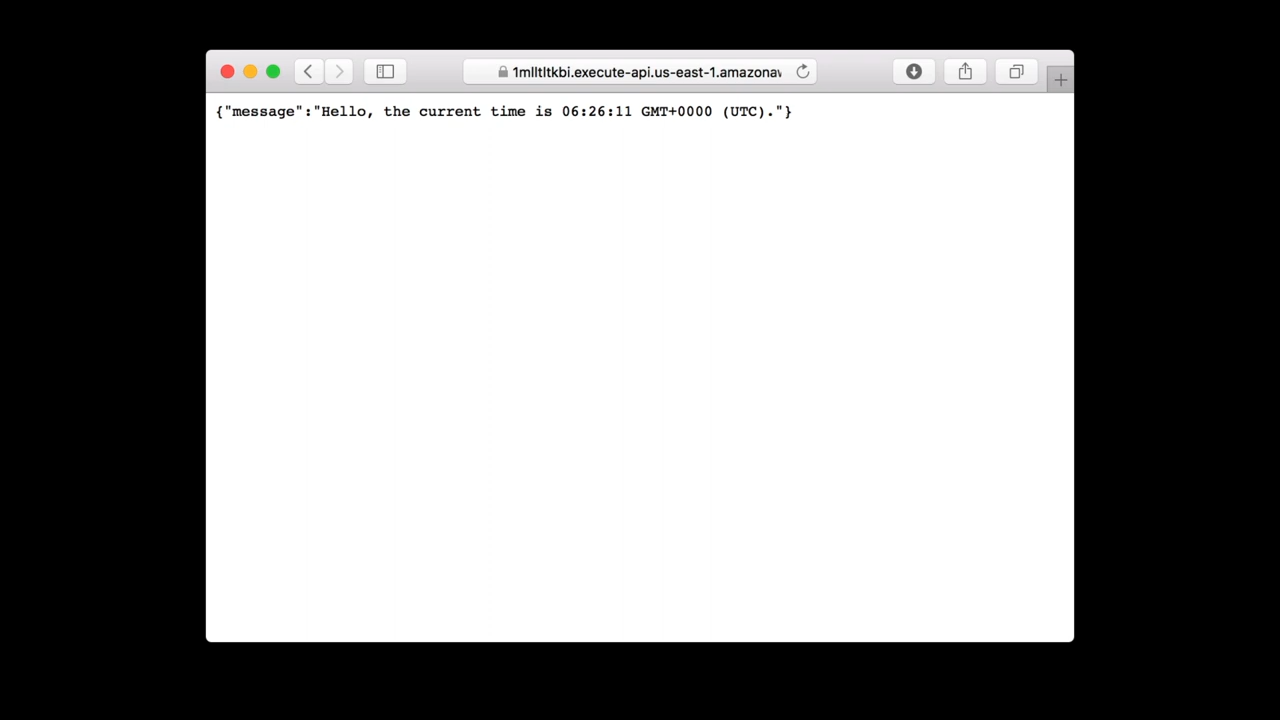 1mlltltkbi.execute-api.us-east-1.amazonaw
{"message":"Hello, the current time is 06:26:11 GMT+0000 (UTC)."}